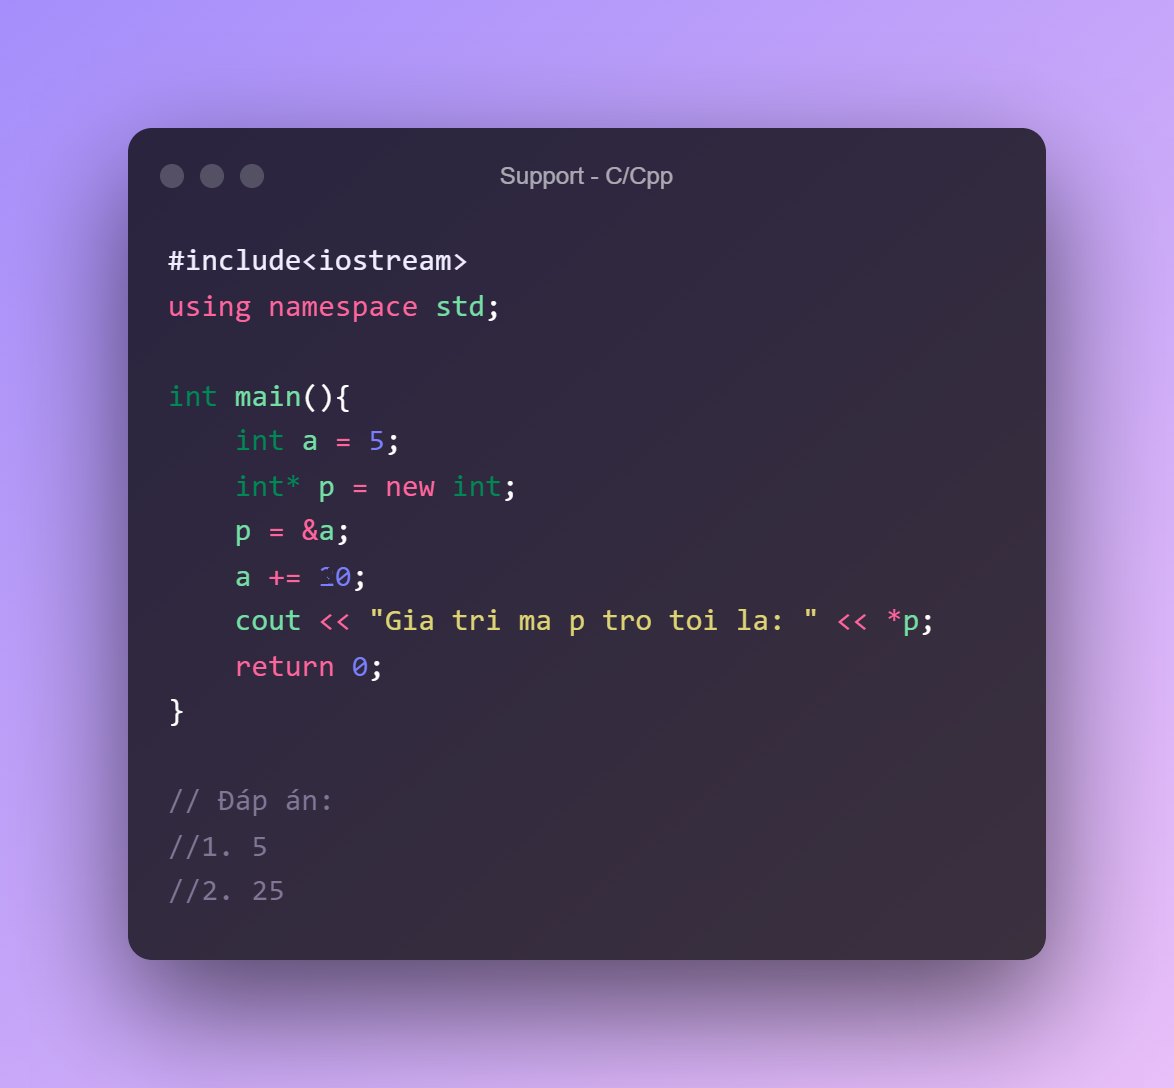 Support - C/Cpp
#include<iostream>
using namespace std;
int main(){
int a = 5;
int* p = new int;
p = &a;
a +=
cout << "Gia tri ma p tro toi la: " << *p;
return 0;
}
// Đáp án:
//1. 5
//2. 25